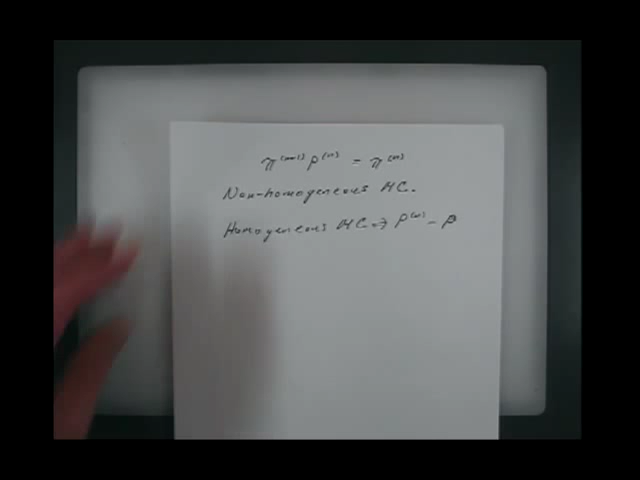 π^(n-1) P^(n) = π^(n)
Non-homogeneous MC.
Homogeneous MC ⇒ P^(n) = P